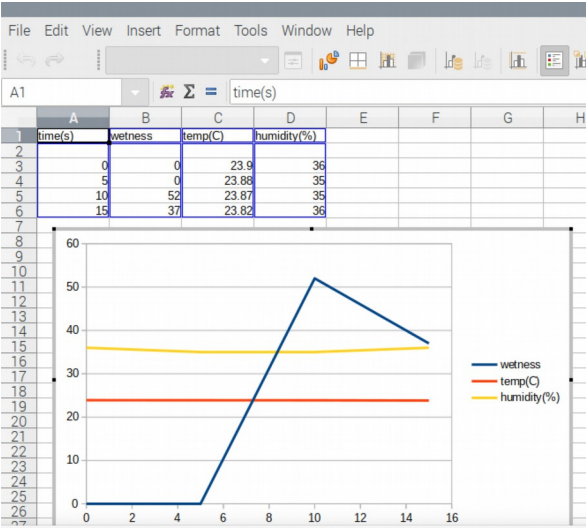 File Edit View Insert Format Tools Window Help
A1 Σ = time(s)
A B C D E F G H
1 time(s) wetness temp(C) humidity(%)
2
3 0 0 23.9 36
4 5 0 23.88 35
5 10 52 23.87 35
6 15 37 23.82 36
7
8
9
10
11
12
13
14
15
16
17
18
19
20
21
22
23
24
25
26
27
60
50
40
30
20
10
0
0 2 4 6 8 10 12 14 16
wetness
temp(C)
humidity(%)